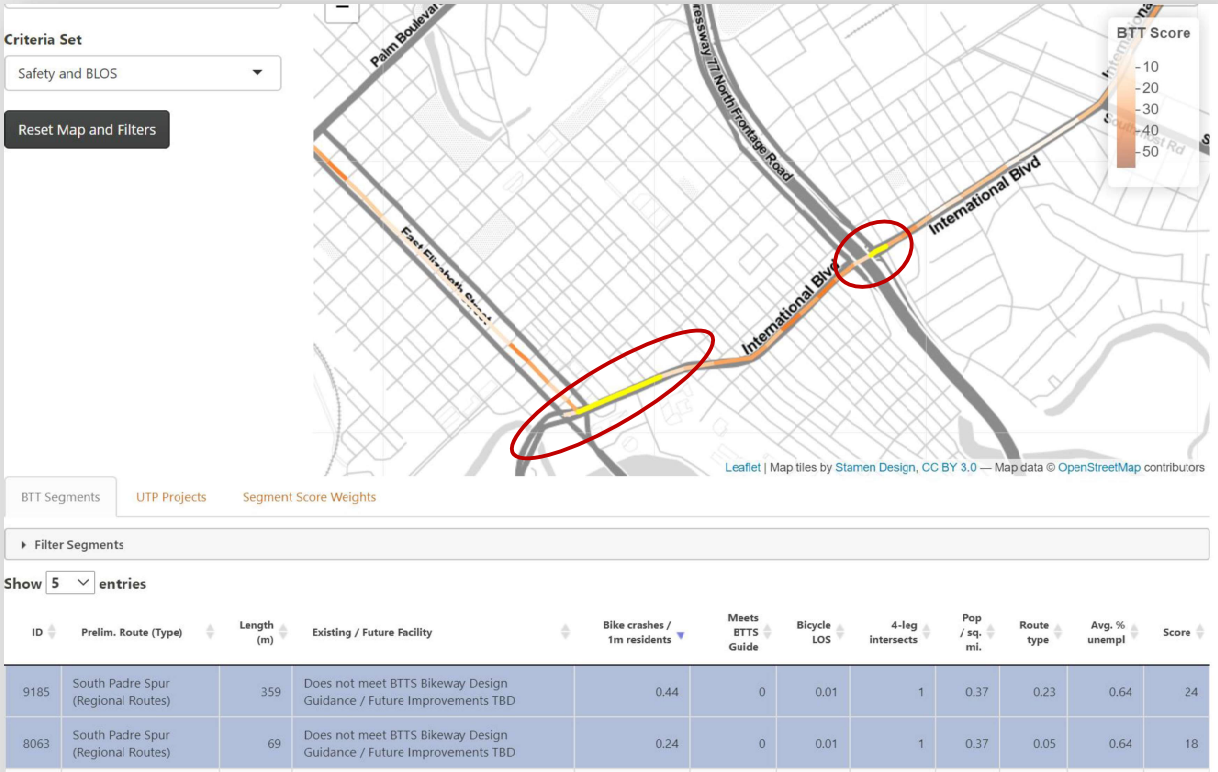 Criteria Set
Safety and BLOS
Reset Map and Filters
Palm Boulevar
ressway 77 North Frontage Road
East Elizabeth Street
International Blvd
International Blvd
Internationa
BTT Score
10
20
30
40
50
Leaflet | Map tiles by Stamen Design, CC BY 3.0 — Map data © OpenStreetMap contributors
BTT Segments UTP Projects Segment Score Weights
Filter Segments
Show 5 entries
ID Prelim. Route (Type) Length (m) Existing / Future Facility Bike crashes / 1m residents Meets BTTS Guide Bicycle LOS 4-leg intersects Pop / sq. mi. Route type Avg. % unempl Score
9185 South Padre Spur (Regional Routes) 359 Does not meet BTTS Bikeway Design Guidance / Future Improvements TBD 0.44 0 0.01 1 0.37 0.23 0.64 24
8063 South Padre Spur (Regional Routes) 69 Does not meet BTTS Bikeway Design Guidance / Future Improvements TBD 0.24 0 0.01 1 0.37 0.05 0.64 18